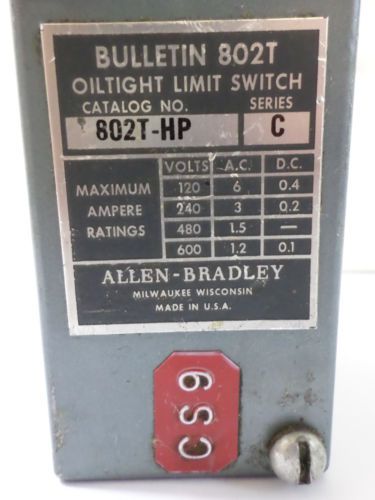 BULLETIN 802T
OILTIGHT LIMIT SWITCH
CATALOG NO. SERIES
802T-HP C
VOLTS A.C. D.C.
MAXIMUM AMPERE RATINGS
120 6 0.4
240 3 0.2
480 1.5 —
600 1.2 0.1
ALLEN-BRADLEY
MILWAUKEE WISCONSIN
MADE IN U.S.A.
CS9